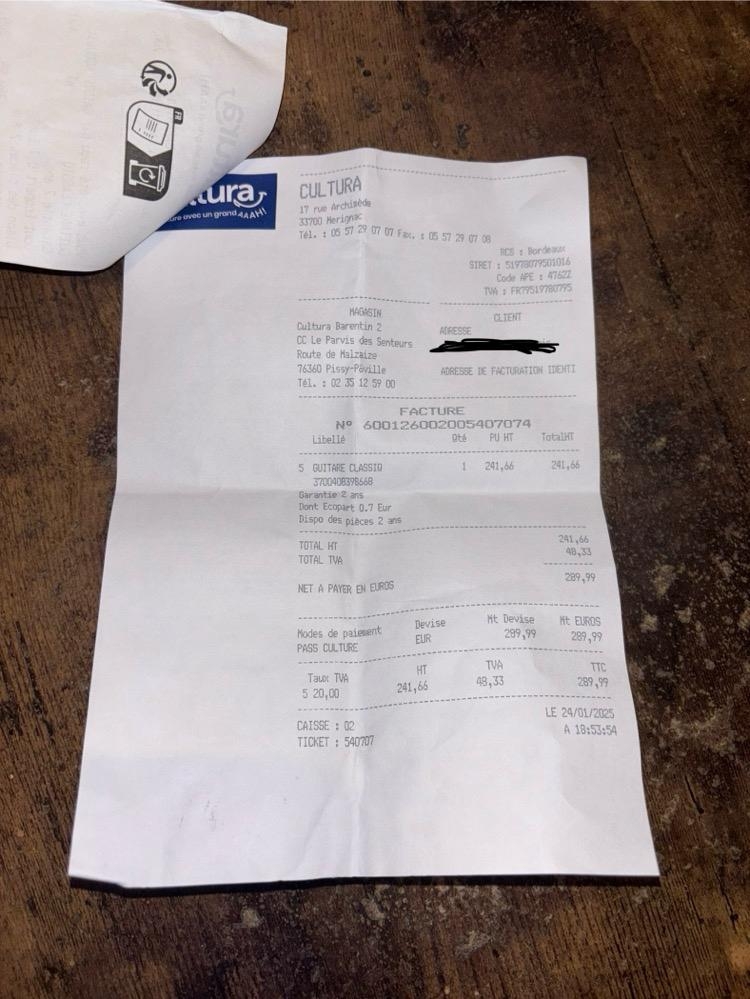 FR
tura
ure avec un grand AAAH!
CULTURA
17 rue Archimède
33700 Merignac
Tél. : 05 57 29 07 07 Fax. : 05 57 29 07 08
RCS : Bordeaux
SIRET : 51978079501016
Code APE : 4762Z
TVA : FR79519780795
MAGASIN
Cultura Barentin 2
CC Le Parvis des Senteurs
Route de Malzaize
76360 Pissy-Pôville
Tél. : 02 35 12 59 00
CLIENT
ADRESSE
ADRESSE DE FACTURATION IDENTI
FACTURE
N° 600126002005407074
Libellé Qté PU HT TotalHT
5 GUITARE CLASSIQ 1 241,66 241,66
3700408398668
Garantie 2 ans
Dont Ecopart 0.7 Eur
Dispo des pièces 2 ans
TOTAL HT 241,66
TOTAL TVA 48,33
NET A PAYER EN EUROS 289,99
Modes de paiement Devise Mt Devise Mt EUROS
PASS CULTURE EUR 289,99 289,99
Taux TVA HT TVA TTC
5 20,00 241,66 48,33 289,99
CAISSE : 02 LE 24/01/2025
TICKET : 540707 A 18:53:54